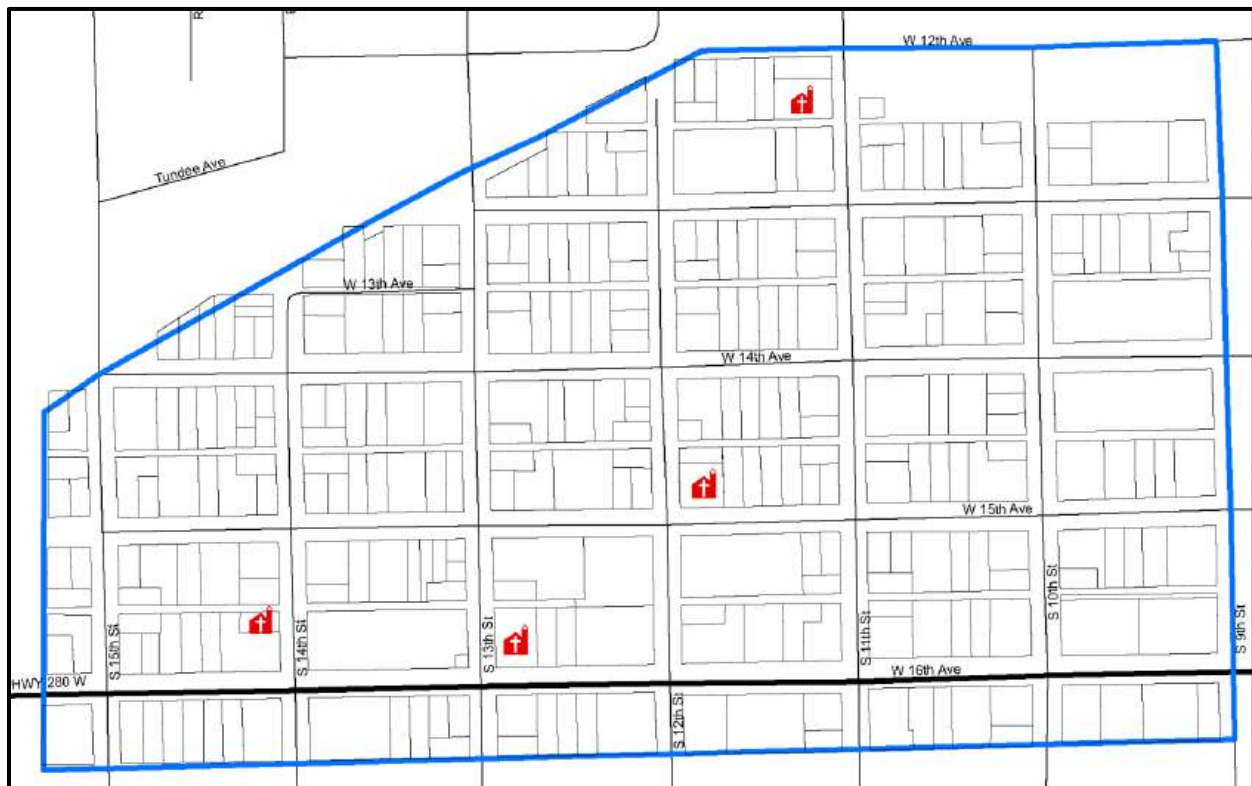 W 12th Ave
Tundee Ave
W 13th Ave
W 14th Ave
W 15th Ave
S 10th St
S 9th St
S 15th St
S 14th St
S 13th St
S 11th St
W 16th Ave
HWY 280 W
S 12th St